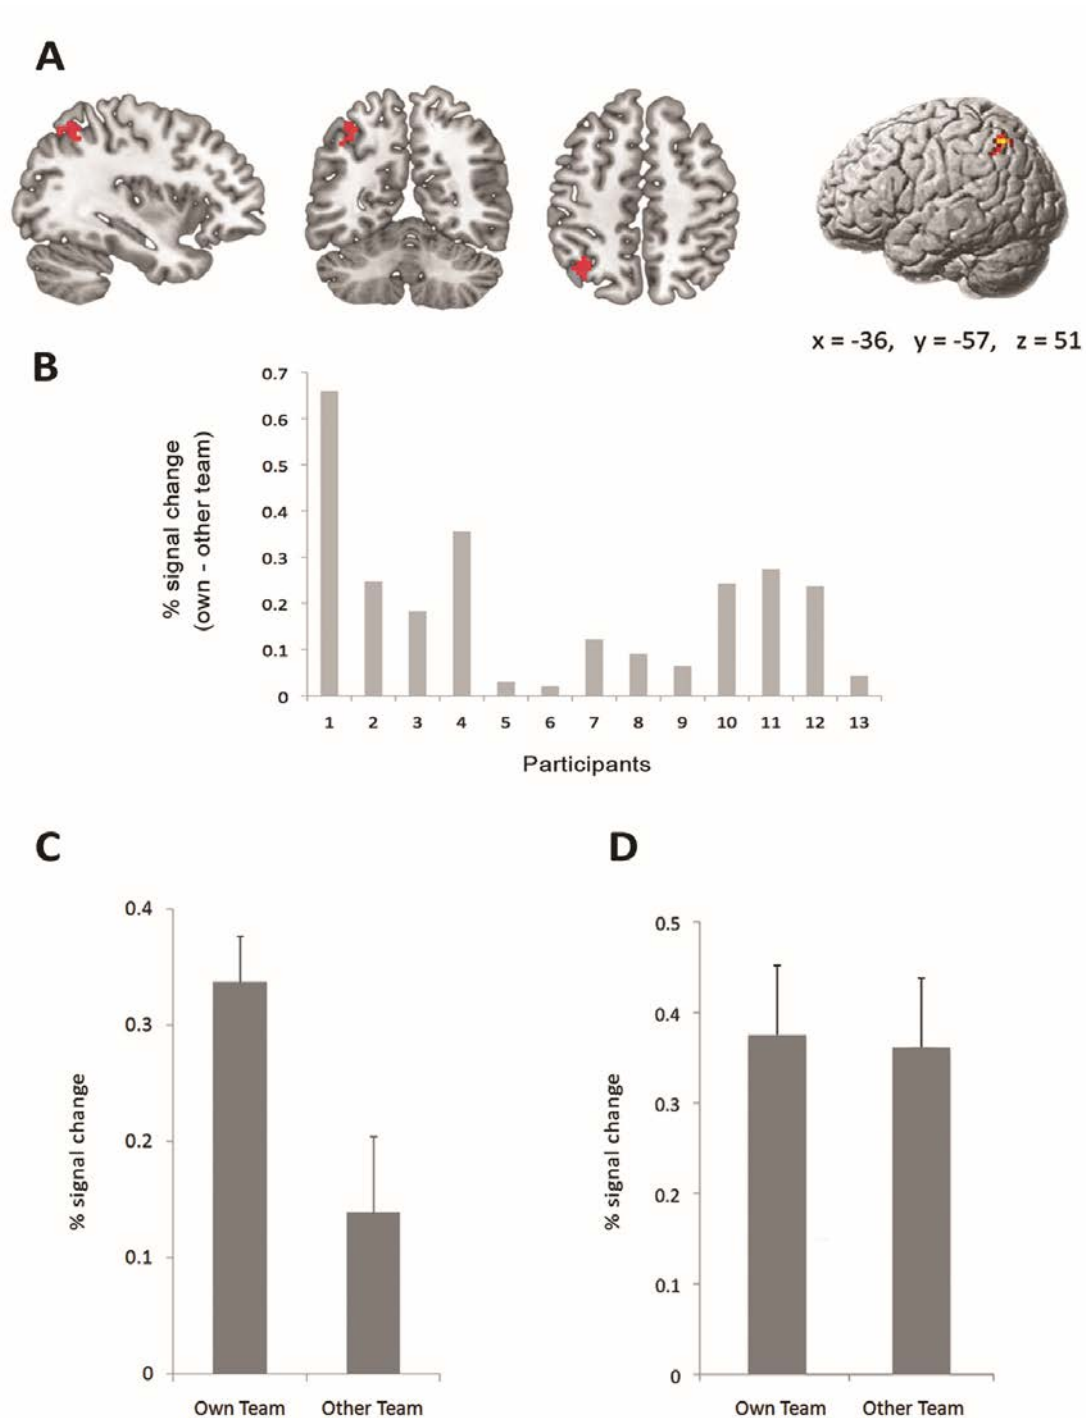 A
x = -36, y = -57, z = 51
B
% signal change
(own - other team)
0.7
0.6
0.5
0.4
0.3
0.2
0.1
0
1 2 3 4 5 6 7 8 9 10 11 12 13
Participants
C
% signal change
0.4
0.3
0.2
0.1
0
Own Team Other Team
D
% signal change
0.5
0.4
0.3
0.2
0.1
0
Own Team Other Team